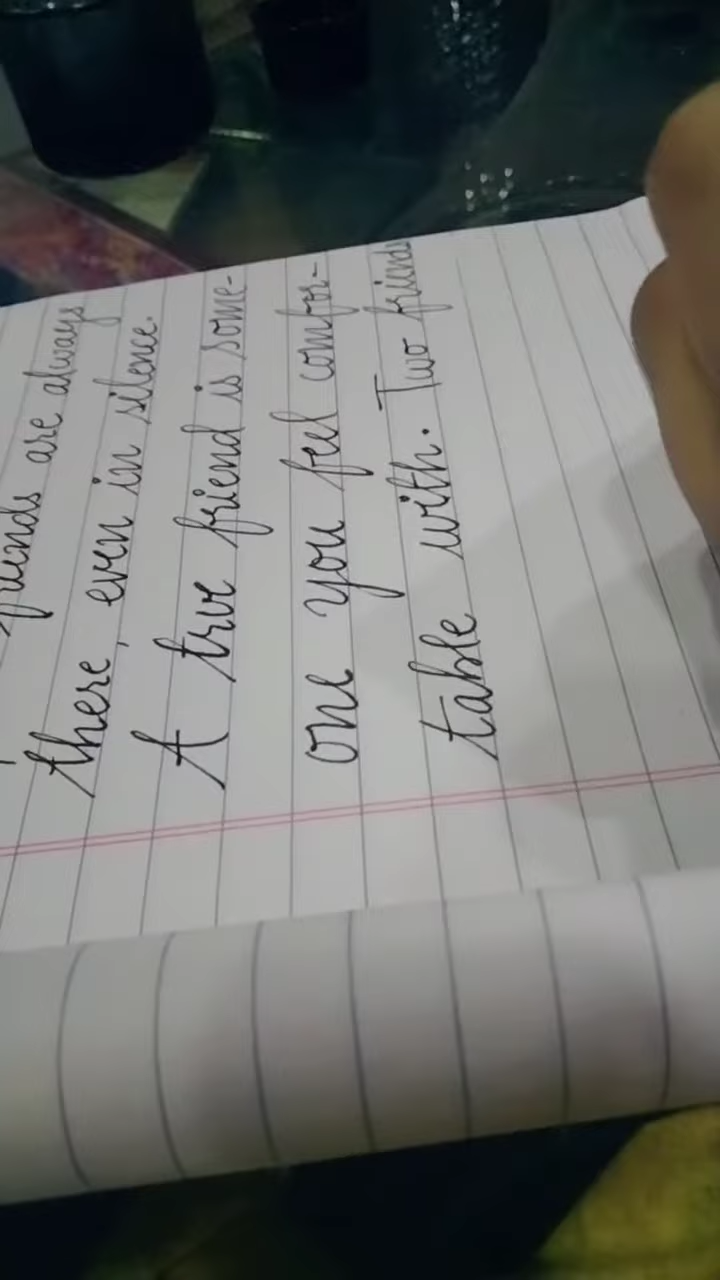 friends are always
there, even in silence.
A true friend is some-
one you feel comfor-
table with. Two friends